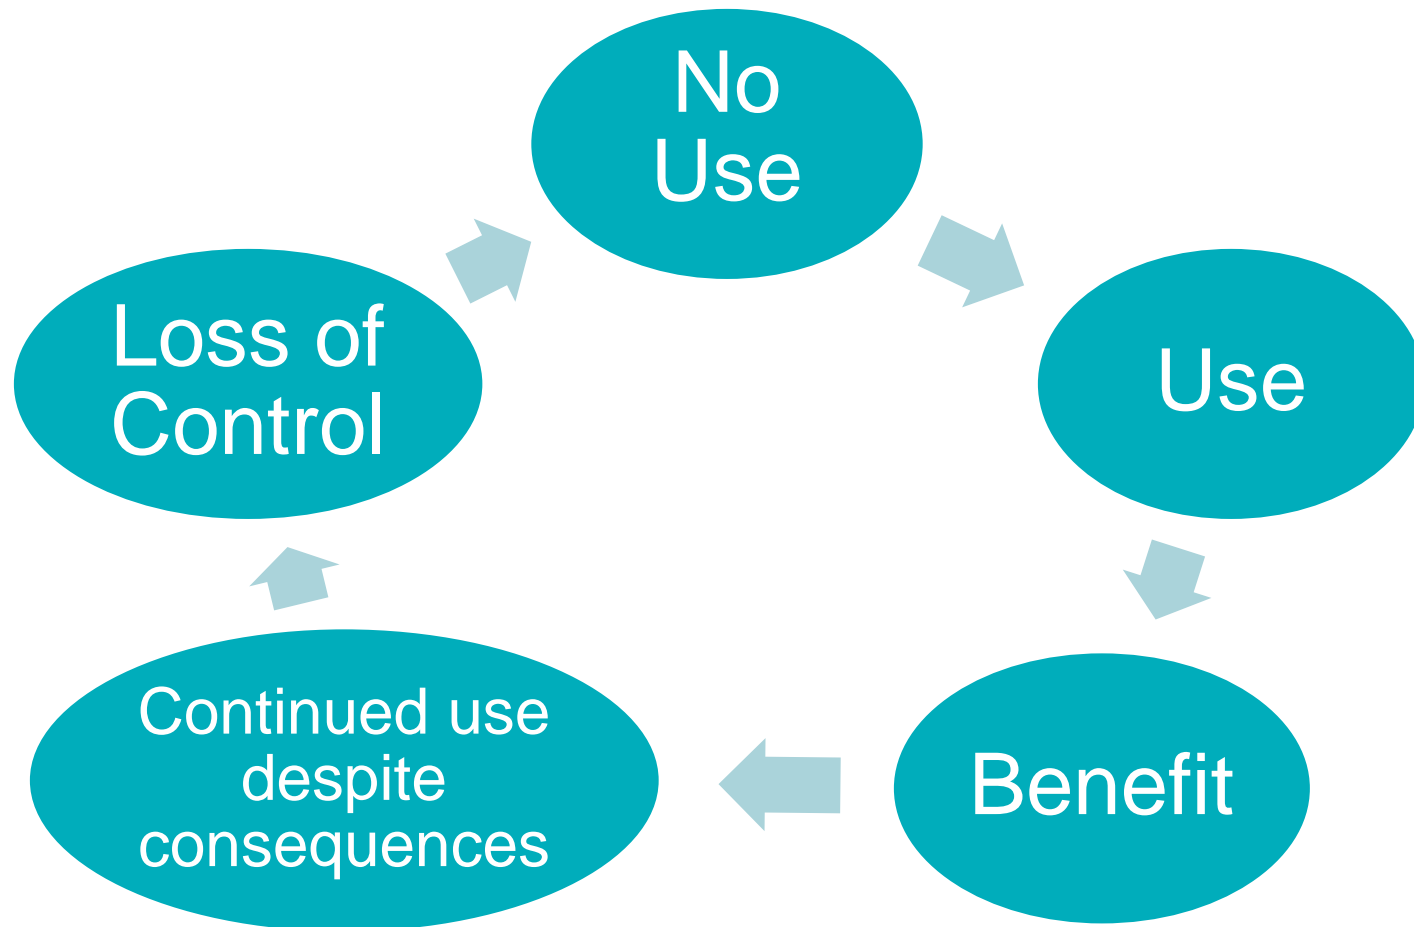 No
Use
Use
Benefit
Continued use
despite
consequences
Loss of
Control